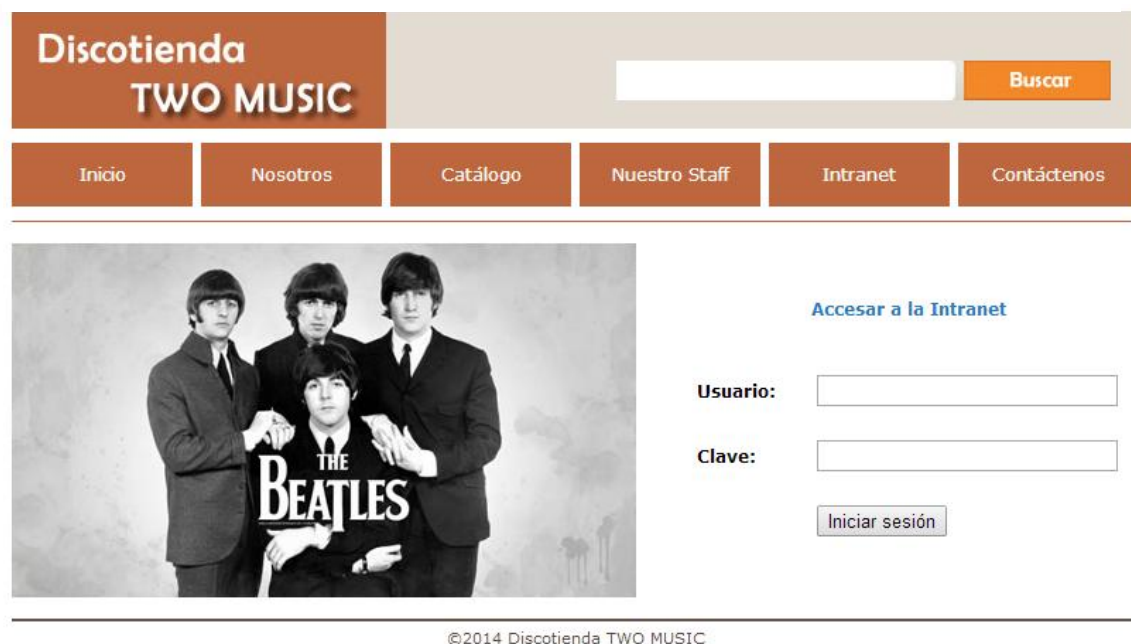 Discotienda
TWO MUSIC
Buscar
Inicio
Nosotros
Catálogo
Nuestro Staff
Intranet
Contáctenos
Accesar a la Intranet
Usuario:
Clave:
Iniciar sesión
THE
BEATLES
©2014 Discotienda TWO MUSIC